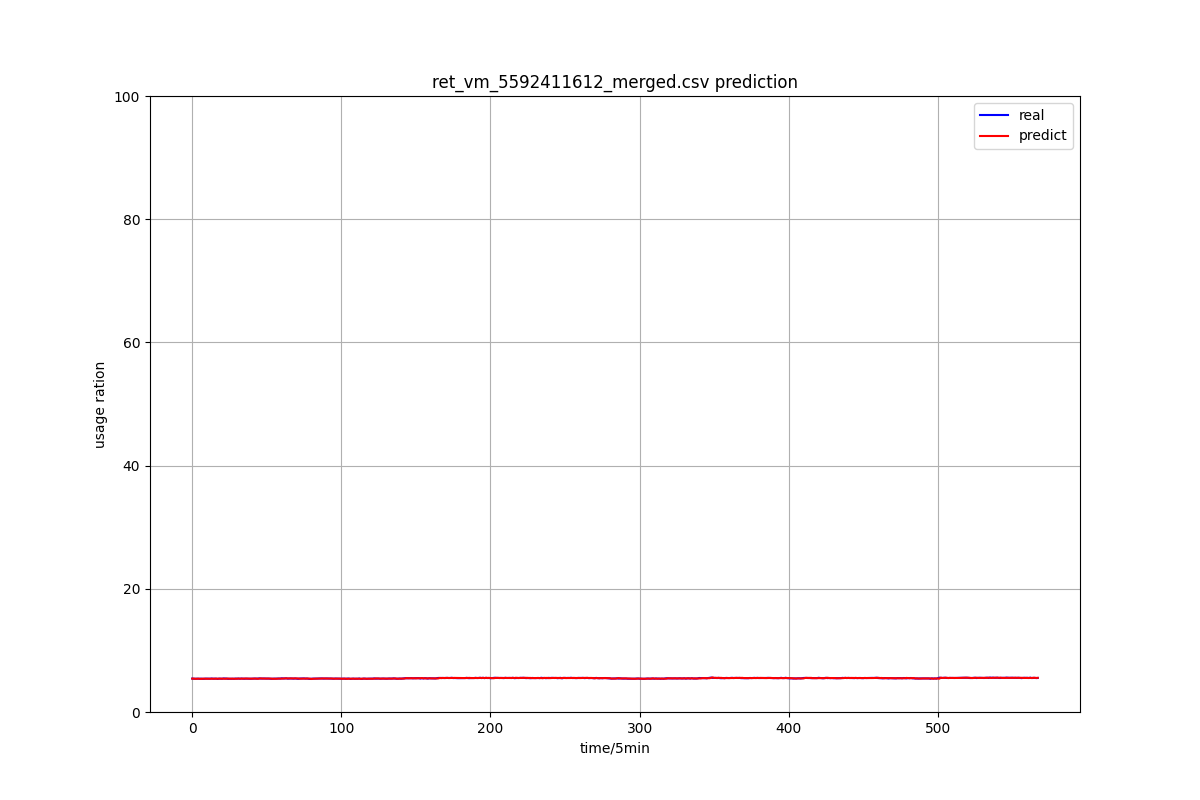 ret_vm_5592411612_merged.csv prediction
100
80
60
40
20
0
usage ration
real
predict
0 100 200 300 400 500
time/5min